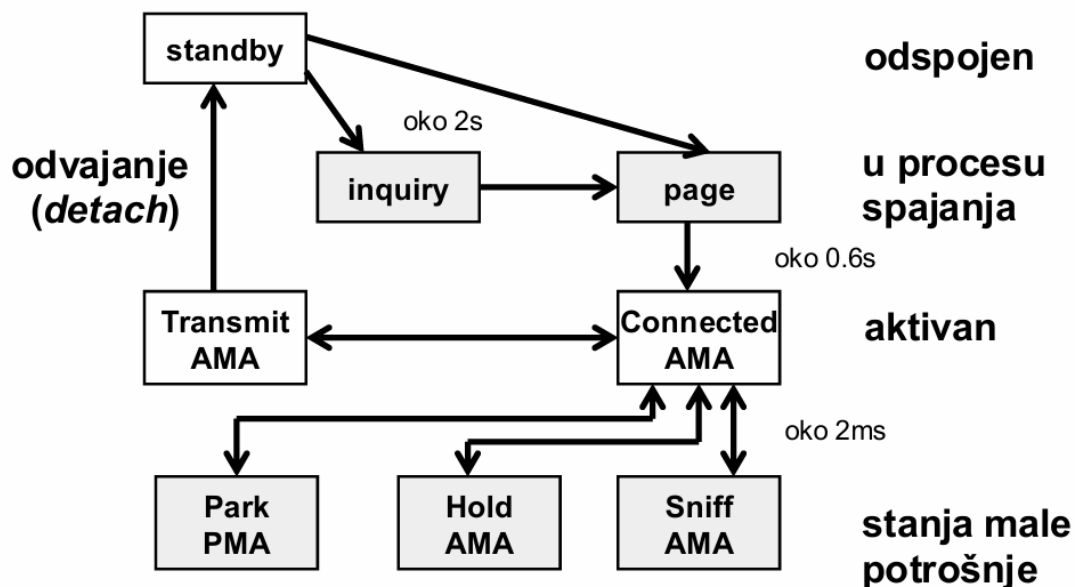 standby
odspojen
oko 2s
odvajanje
(detach)
inquiry
page
u procesu
spajanja
oko 0.6s
Transmit
AMA
Connected
AMA
aktivan
oko 2ms
Park
PMA
Hold
AMA
Sniff
AMA
stanja male
potrošnje